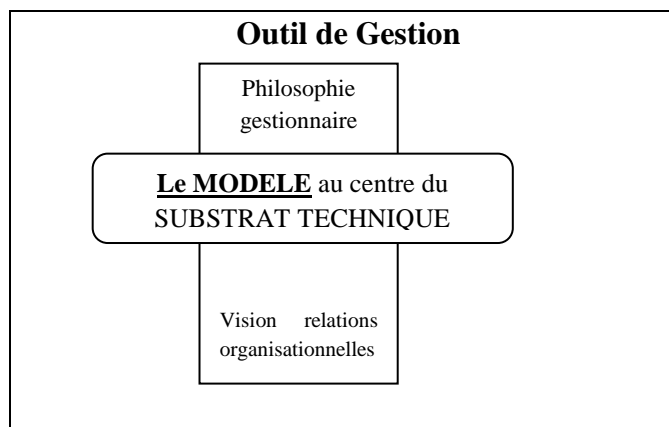 Outil de Gestion
Philosophie
gestionnaire
Le MODELE au centre du
SUBSTRAT TECHNIQUE
Vision relations
organisationnelles